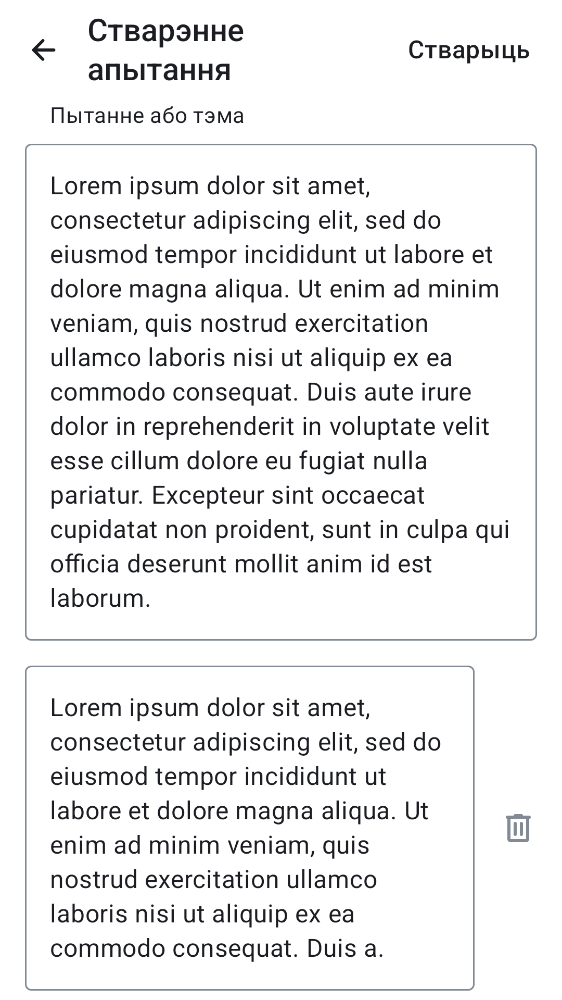 Стварэнне
апытання
Стварыць
Пытанне або тэма
Lorem ipsum dolor sit amet,
consectetur adipiscing elit, sed do
eiusmod tempor incididunt ut labore et
dolore magna aliqua. Ut enim ad minim
veniam, quis nostrud exercitation
ullamco laboris nisi ut aliquip ex ea
commodo consequat. Duis aute irure
dolor in reprehenderit in voluptate velit
esse cillum dolore eu fugiat nulla
pariatur. Excepteur sint occaecat
cupidatat non proident, sunt in culpa qui
officia deserunt mollit anim id est
laborum.
Lorem ipsum dolor sit amet,
consectetur adipiscing elit, sed do
eiusmod tempor incididunt ut
labore et dolore magna aliqua. Ut
enim ad minim veniam, quis
nostrud exercitation ullamco
laboris nisi ut aliquip ex ea
commodo consequat. Duis a.